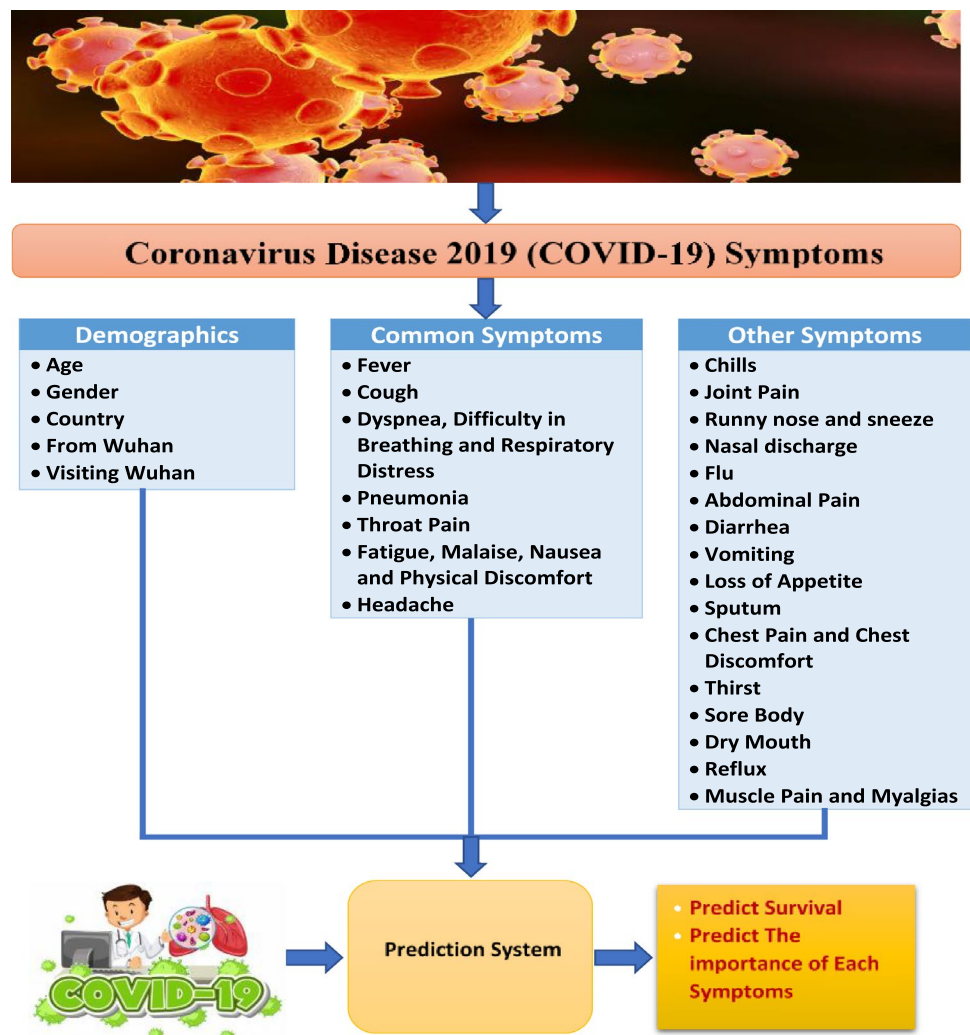 Coronavirus Disease 2019 (COVID-19) Symptoms
Demographics
• Age
• Gender
• Country
• From Wuhan
• Visiting Wuhan
Common Symptoms
• Fever
• Cough
• Dyspnea, Difficulty in
Breathing and Respiratory
Distress
• Pneumonia
• Throat Pain
• Fatigue, Malaise, Nausea
and Physical Discomfort
• Headache
Other Symptoms
• Chills
• Joint Pain
• Runny nose and sneeze
• Nasal discharge
• Flu
• Abdominal Pain
• Diarrhea
• Vomiting
• Loss of Appetite
• Sputum
• Chest Pain and Chest
Discomfort
• Thirst
• Sore Body
• Dry Mouth
• Reflux
• Muscle Pain and Myalgias
COVID-19
Prediction System
• Predict Survival
• Predict The
importance of Each
Symptoms